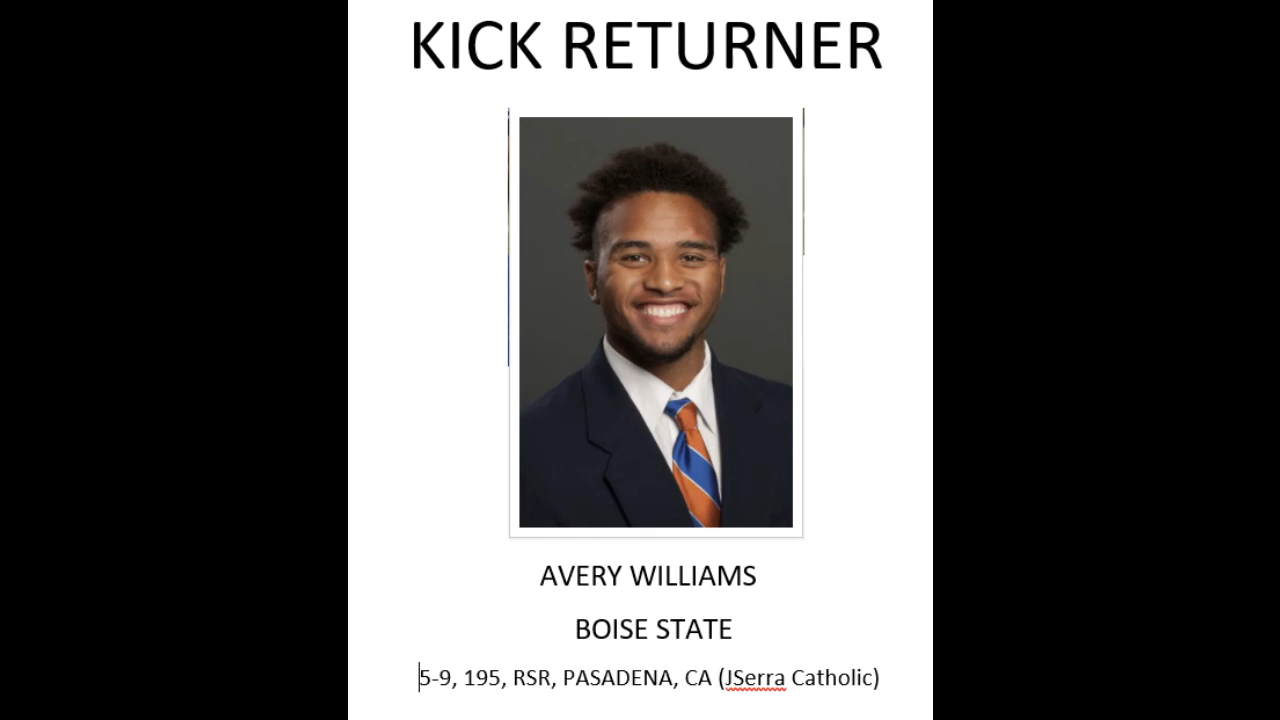 KICK RETURNER
AVERY WILLIAMS
BOISE STATE
5-9, 195, RSR, PASADENA, CA (JSerra Catholic)